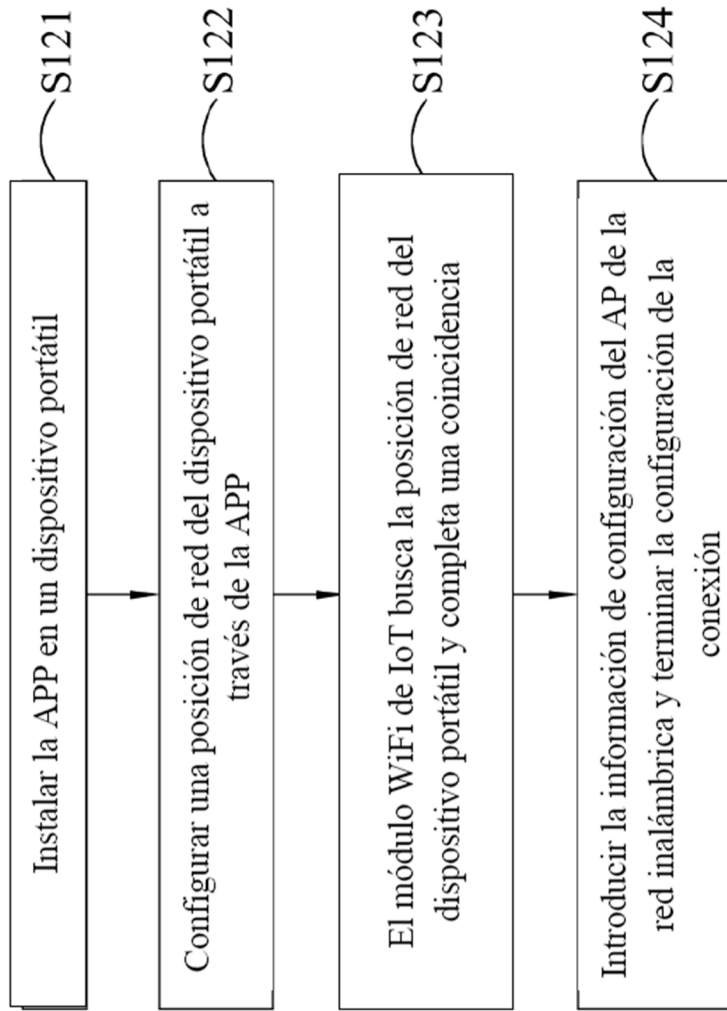 Instalar la APP en un dispositivo portátil
S121
Configurar una posición de red del dispositivo portátil a
través de la APP
S122
El módulo WiFi de IoT busca la posición de red del
dispositivo portátil y completa una coincidencia
S123
Introducir la información de configuración del AP de la
red inalámbrica y terminar la configuración de la
conexión
S124